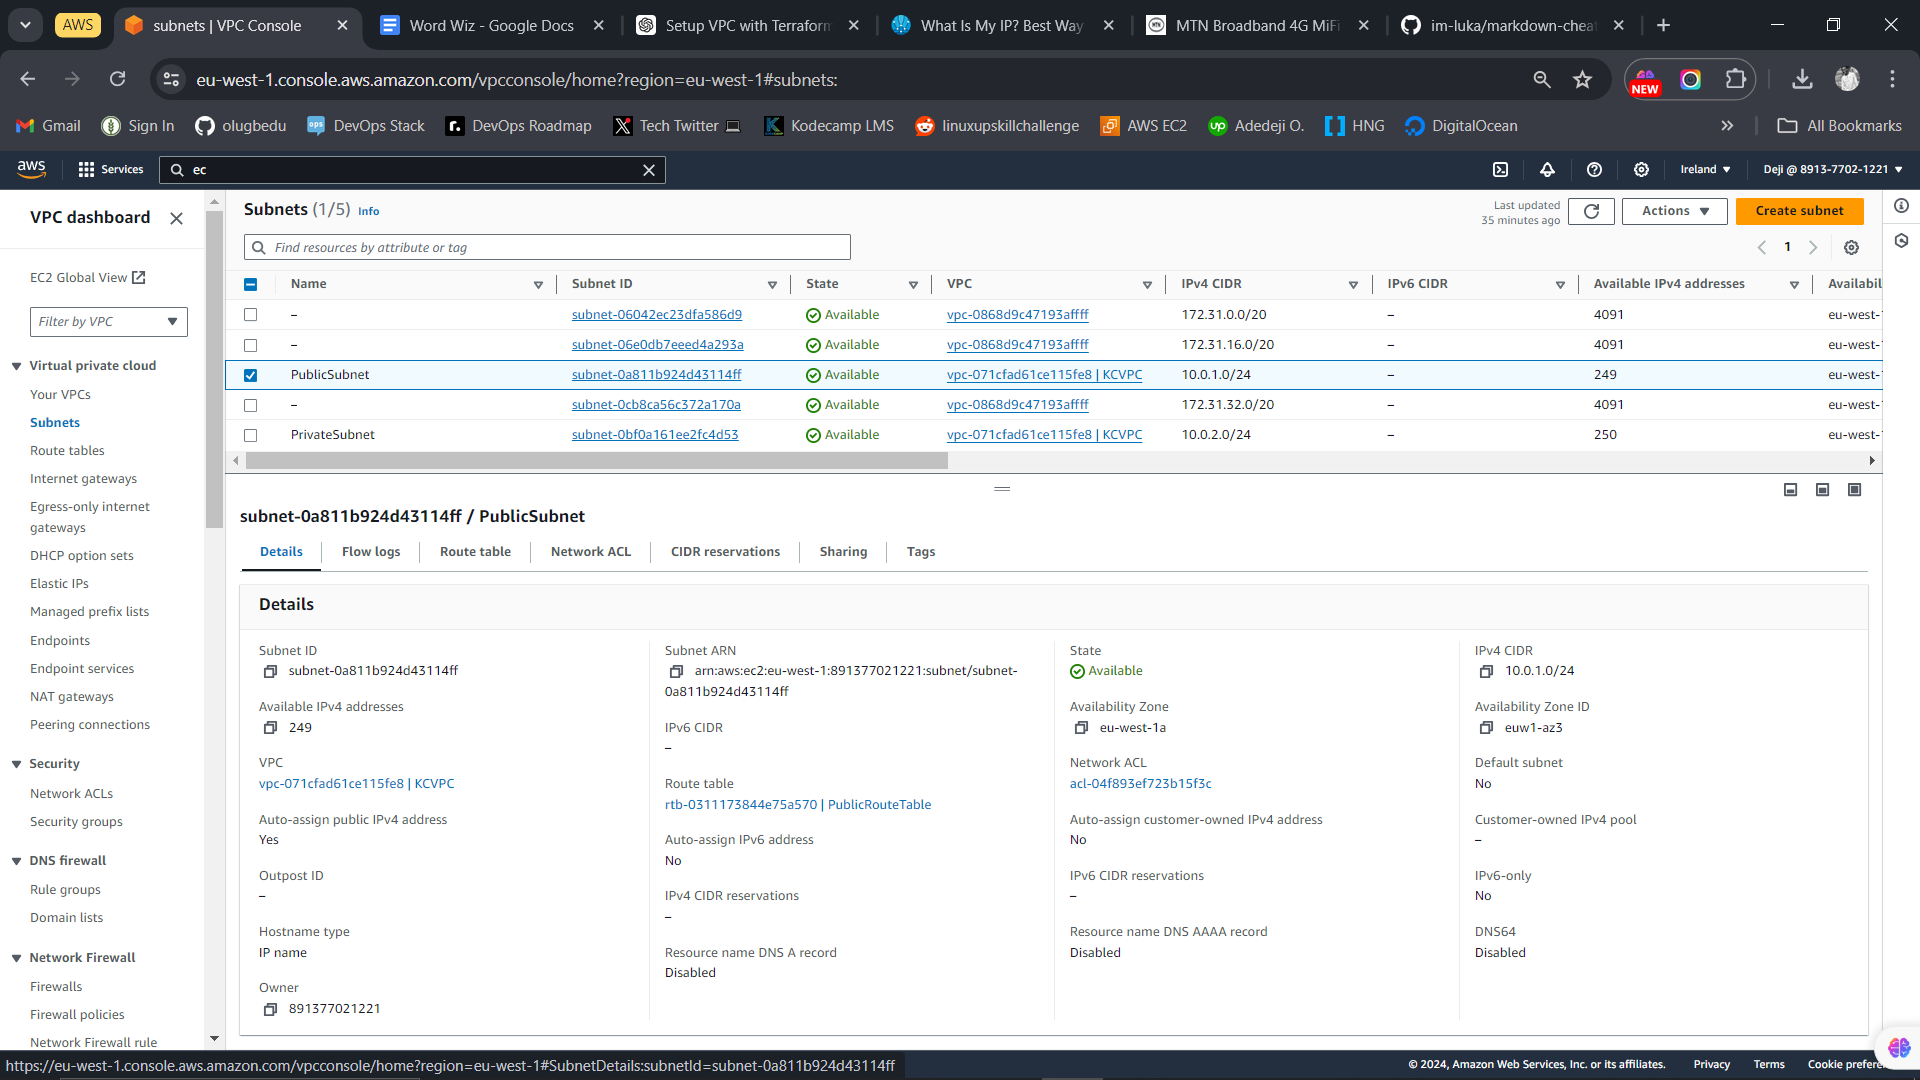 AWS
subnets | VPC Console
Word Wiz - Google Docs
Setup VPC with Terraform
What Is My IP? Best Way
MTN Broadband 4G MiFi
im-luka/markdown-cheat
eu-west-1.console.aws.amazon.com/vpcconsole/home?region=eu-west-1#subnets:
NEW
Gmail
Sign In
olugbedu
DevOps Stack
DevOps Roadmap
Tech Twitter
Kodecamp LMS
linuxupskillchallenge
AWS EC2
Adedeji O.
HNG
DigitalOcean
All Bookmarks
aws
Services
ec
Ireland
Deji @ 8913-7702-1221
VPC dashboard
EC2 Global View
Filter by VPC
Virtual private cloud
Your VPCs
Subnets
Route tables
Internet gateways
Egress-only internet
gateways
DHCP option sets
Elastic IPs
Managed prefix lists
Endpoints
Endpoint services
NAT gateways
Peering connections
Security
Network ACLs
Security groups
DNS firewall
Rule groups
Domain lists
Network Firewall
Firewalls
Firewall policies
Network Firewall rule
Subnets (1/5) Info
Last updated
35 minutes ago
Actions
Create subnet
Find resources by attribute or tag
1
Name Subnet ID State VPC IPv4 CIDR IPv6 CIDR Available IPv4 addresses Availabil
– subnet-06042ec23dfa586d9 Available vpc-0868d9c47193affff 172.31.0.0/20 – 4091 eu-west-
– subnet-06e0db7eeed4a293a Available vpc-0868d9c47193affff 172.31.16.0/20 – 4091 eu-west-
PublicSubnet subnet-0a811b924d43114ff Available vpc-071cfad61ce115fe8 | KCVPC 10.0.1.0/24 – 249 eu-west-
– subnet-0cb8ca56c372a170a Available vpc-0868d9c47193affff 172.31.32.0/20 – 4091 eu-west-
PrivateSubnet subnet-0bf0a161ee2fc4d53 Available vpc-071cfad61ce115fe8 | KCVPC 10.0.2.0/24 – 250 eu-west-
subnet-0a811b924d43114ff / PublicSubnet
Details Flow logs Route table Network ACL CIDR reservations Sharing Tags
Details
Subnet ID
subnet-0a811b924d43114ff
Available IPv4 addresses
249
VPC
vpc-071cfad61ce115fe8 | KCVPC
Auto-assign public IPv4 address
Yes
Outpost ID
–
Hostname type
IP name
Owner
891377021221
Subnet ARN
arn:aws:ec2:eu-west-1:891377021221:subnet/subnet-
0a811b924d43114ff
IPv6 CIDR
–
Route table
rtb-0311173844e75a570 | PublicRouteTable
Auto-assign IPv6 address
No
IPv4 CIDR reservations
–
Resource name DNS A record
Disabled
State
Available
Availability Zone
eu-west-1a
Network ACL
acl-04f893ef723b15f3c
Auto-assign customer-owned IPv4 address
No
IPv6 CIDR reservations
–
Resource name DNS AAAA record
Disabled
IPv4 CIDR
10.0.1.0/24
Availability Zone ID
euw1-az3
Default subnet
No
Customer-owned IPv4 pool
–
IPv6-only
No
DNS64
Disabled
https://eu-west-1.console.aws.amazon.com/vpcconsole/home?region=eu-west-1#SubnetDetails:subnetId=subnet-0a811b924d43114ff
© 2024, Amazon Web Services, Inc. or its affiliates.
Privacy
Terms
Cookie prefere